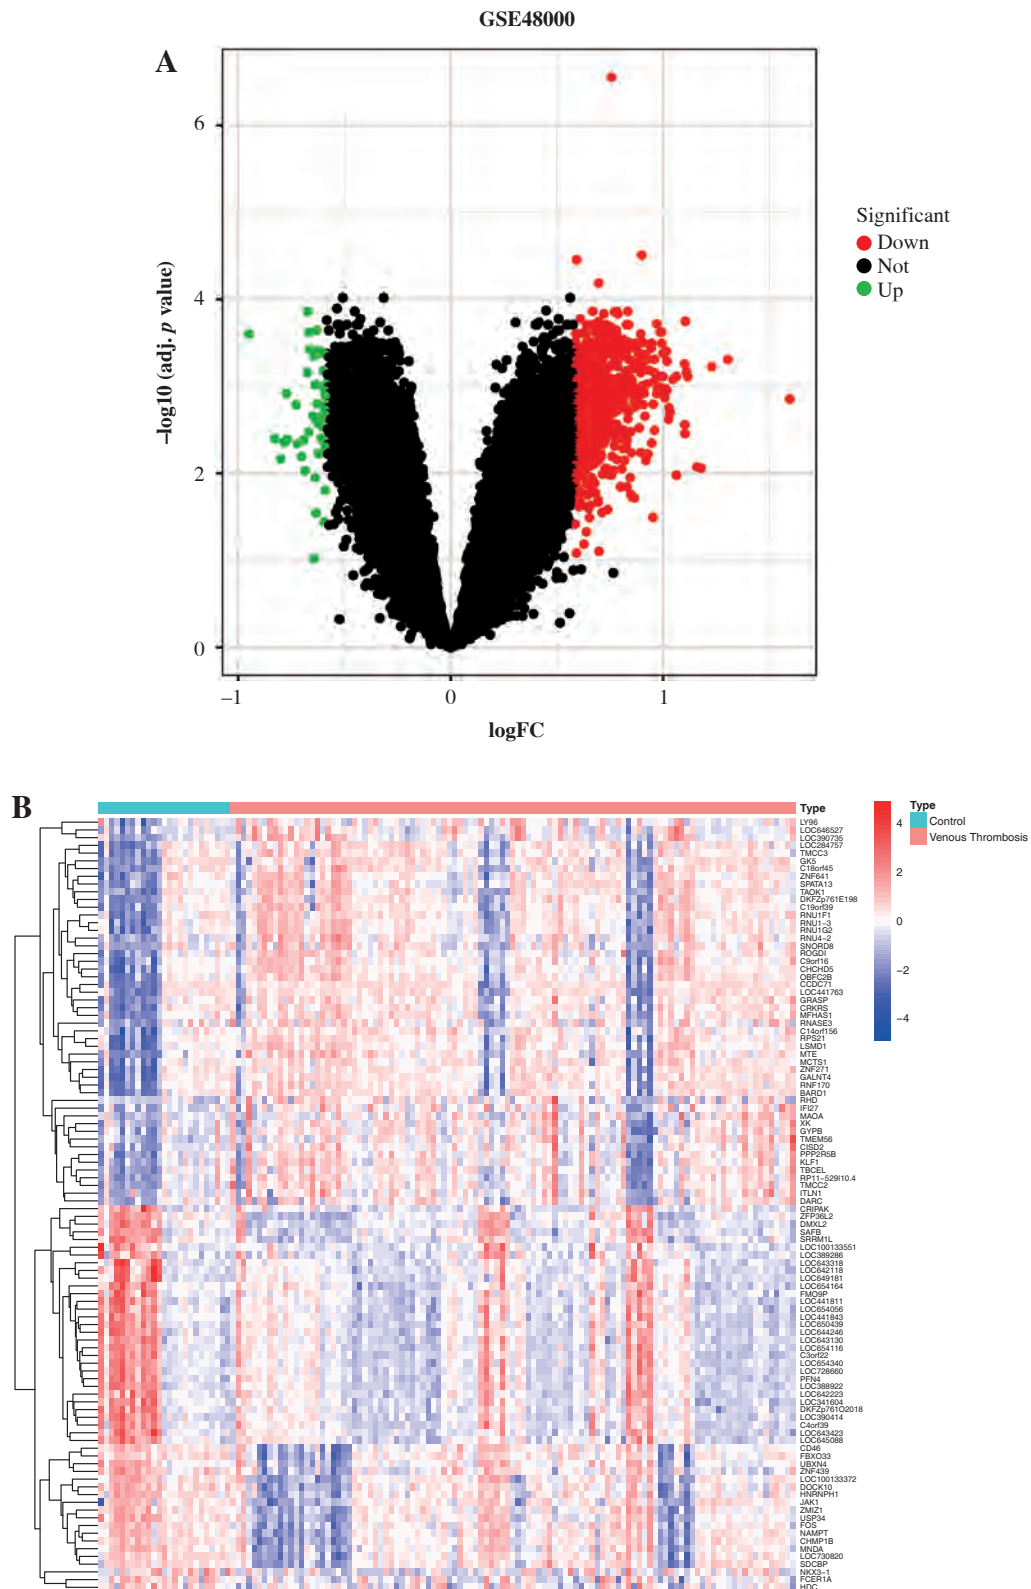 GSE48000
A
6
4
2
0
−log10 (adj. p value)
−1
0
1
logFC
Significant
Down
Not
Up
B
Type
LY96
LOC646527
LOC390735
LOC284757
TMCC3
GK5
C18orf45
ZNF641
SPATA13
TAOK1
DKFZp761E198
C19orf39
RNU1F1
RNU1−3
RNU1G2
RNU4−2
SNORD8
ROGDI
C9orf16
CHCHD5
OBFC2B
CCDC71
LOC441763
GRASP
CRKRS
MFHAS1
RNASE3
C14orf156
RPS21
LSMD1
MTE
MCTS1
ZNF271
GALNT4
RNF170
BARD1
RHD
IFI27
MAOA
XK
GYPB
TMEM56
CISD2
PPP2R5B
KLF1
TBCEL
RP11−529I10.4
TMCC2
ITLN1
DARC
CRIPAK
ZFP36L2
DMXL2
SAFB
SRRM1L
LOC100133551
LOC389286
LOC643318
LOC642118
LOC649181
LOC654164
FMO9P
LOC441811
LOC654056
LOC441843
LOC650439
LOC644246
LOC643130
LOC654116
C3orf22
LOC654340
LOC728660
PFN4
LOC388922
LOC642223
LOC341604
DKFZp761O2018
LOC390414
C4orf39
LOC643423
LOC645088
CD46
FBXO33
UBXN4
ZNF439
LOC100133372
DOCK10
HNRNPH1
JAK1
ZMIZ1
USP34
FOS
NAMPT
CHMP1B
MNDA
LOC730820
SDCBP
NKX3−1
FCER1A
HDC
4
2
0
−2
−4
Type
Control
Venous Thrombosis